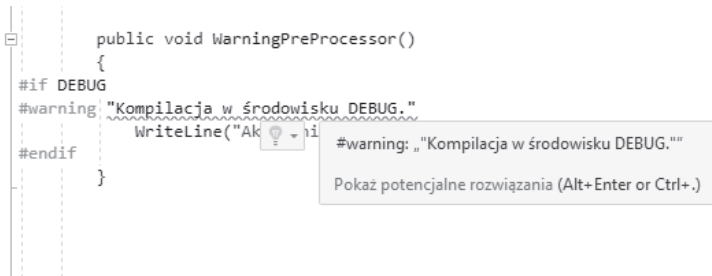 public void WarningPreProcessor()
{
#if DEBUG
#warning "Kompilacja w środowisku DEBUG."
WriteLine("Ak
#endif
}
#warning: „"Kompilacja w środowisku DEBUG.""
Pokaż potencjalne rozwiązania (Alt+Enter or Ctrl+.)